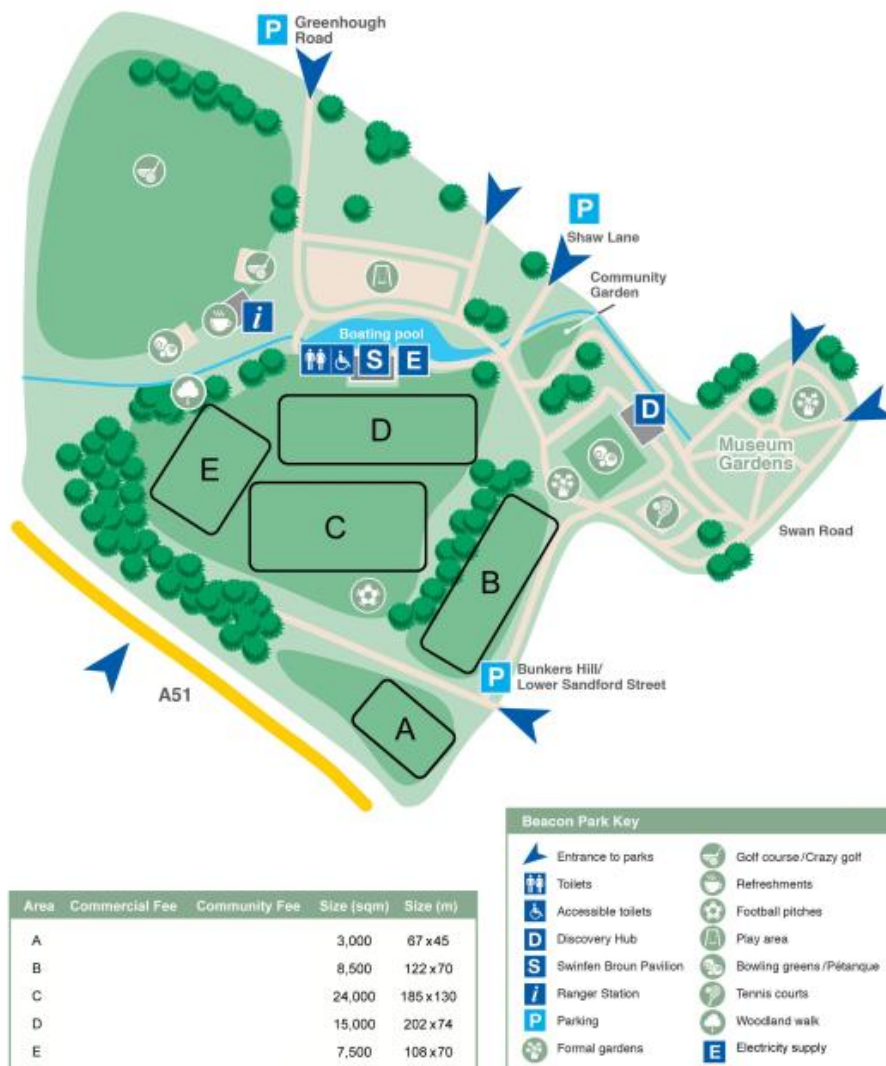 P Greenhough
Road
P
Shaw Lane
Community
Garden
Boating pool
i
S E
D
Museum
Gardens
Swan Road
D
E
C
B
P Bunkers Hill/
Lower Sandford Street
A51
A
Beacon Park Key
Entrance to parks
Toilets
Accessible toilets
D Discovery Hub
S Swinfen Broun Pavilion
i Ranger Station
P Parking
Formal gardens
Golf course/Crazy golf
Refreshments
Football pitches
Play area
Bowling greens/Pétanque
Tennis courts
Woodland walk
E Electricity supply
Area Commercial Fee Community Fee Size (sqm) Size (m)
A 3,000 67x45
B 8,500 122x70
C 24,000 185x130
D 15,000 202x74
E 7,500 108x70